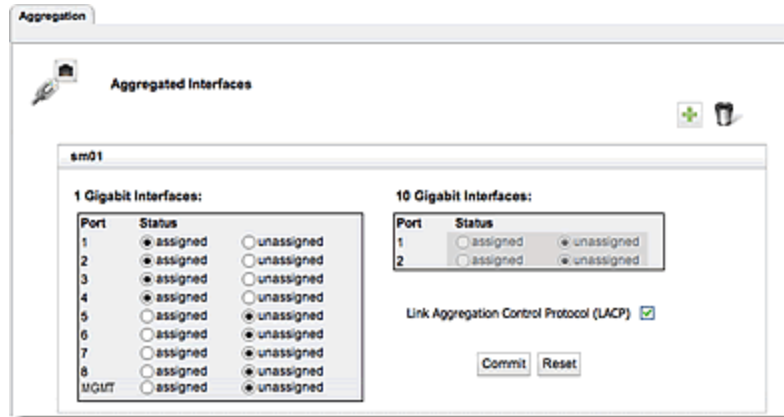 Aggregation
Aggregated Interfaces
sm01
1 Gigabit Interfaces:
Port Status
1 assigned unassigned
2 assigned unassigned
3 assigned unassigned
4 assigned unassigned
5 assigned unassigned
6 assigned unassigned
7 assigned unassigned
8 assigned unassigned
MGMT assigned unassigned
10 Gigabit Interfaces:
Port Status
1 assigned unassigned
2 assigned unassigned
Link Aggregation Control Protocol (LACP)
Commit Reset